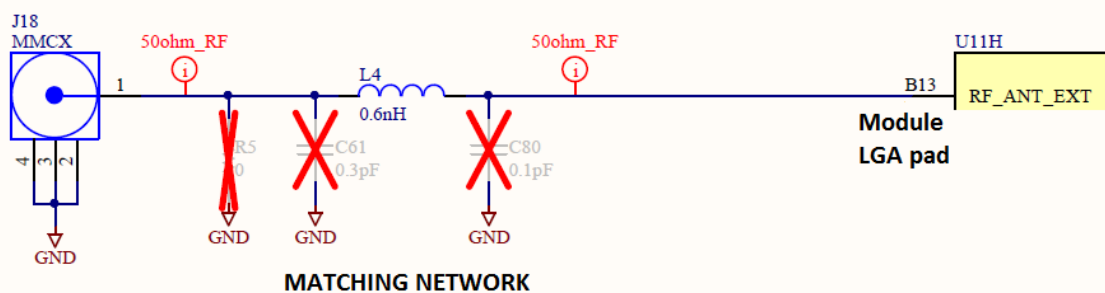 J18
MMCX
1
4
3
2
GND
50ohm_RF
i
L4
0.6nH
GND
C61
0.3pF
GND
C80
0.1pF
GND
50ohm_RF
i
U11H
B13
RF_ANT_EXT
Module
LGA pad
MATCHING NETWORK